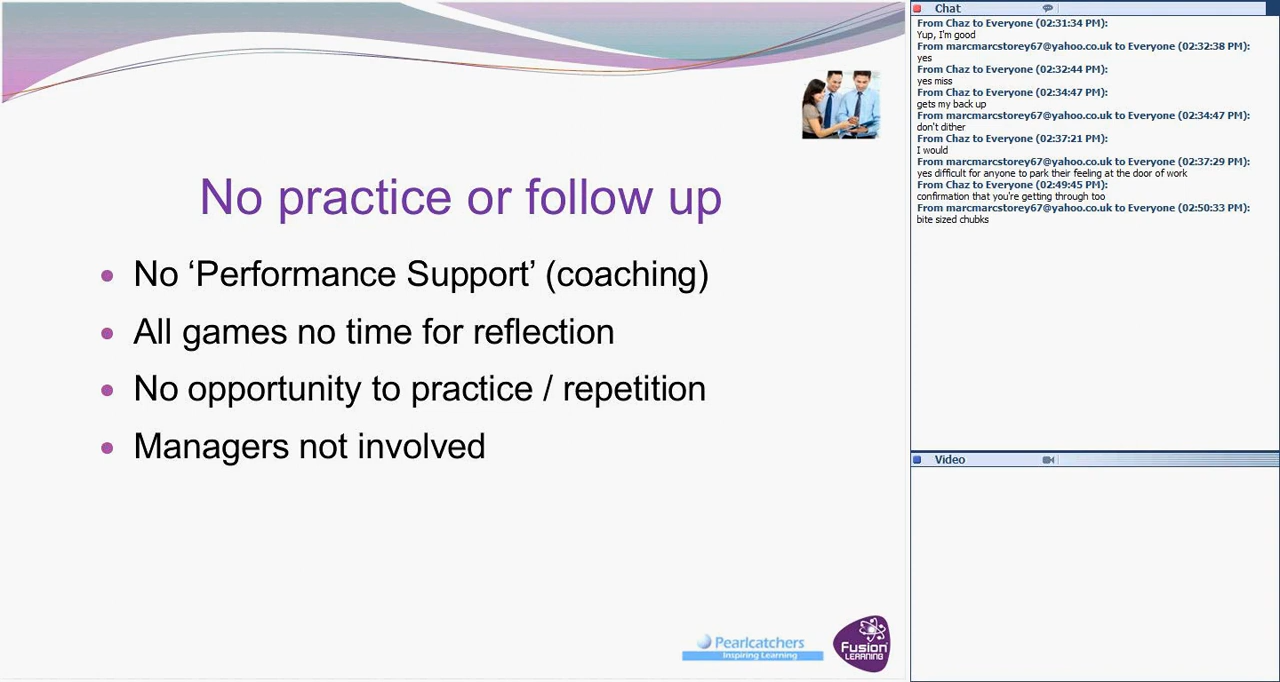 No practice or follow up
No ‘Performance Support’ (coaching)
All games no time for reflection
No opportunity to practice / repetition
Managers not involved
Pearlcatchers
Inspiring Learning
Fusion
LEARNING
Chat
From Chaz to Everyone (02:31:34 PM):
Yup, I'm good
From marcmarcstorey67@yahoo.co.uk to Everyone (02:32:38 PM):
yes
From Chaz to Everyone (02:32:44 PM):
yes miss
From Chaz to Everyone (02:34:47 PM):
gets my back up
From marcmarcstorey67@yahoo.co.uk to Everyone (02:34:47 PM):
don't dither
From Chaz to Everyone (02:37:21 PM):
I would
From marcmarcstorey67@yahoo.co.uk to Everyone (02:37:29 PM):
yes difficult for anyone to park their feeling at the door of work
From Chaz to Everyone (02:49:45 PM):
confirmation that you're getting through too
From marcmarcstorey67@yahoo.co.uk to Everyone (02:50:33 PM):
bite sized chubks
Video